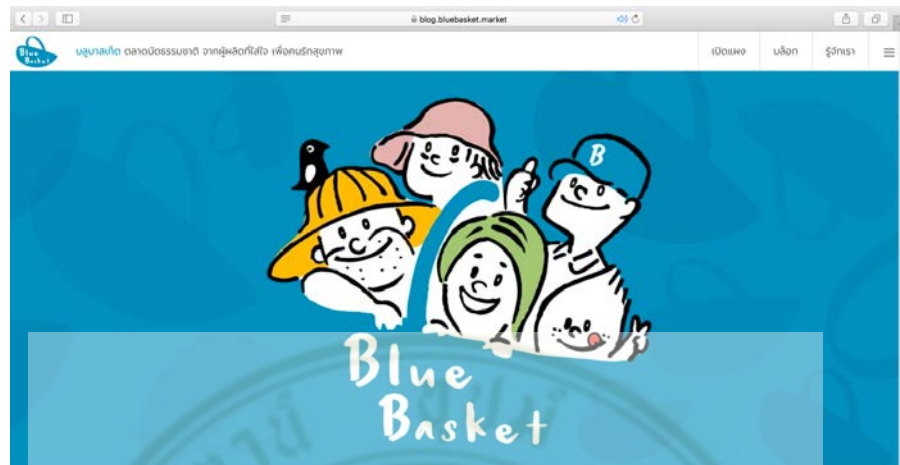 blog.bluebasket.market
Blue
Basket
บลูบาสเก็ต ตลาดนัดธรรมชาติ จากผู้ผลิตที่ใส่ใจ เพื่อคนรักสุขภาพ
เปิดแผง
บล็อก
รู้จักเรา
B
Blue
Basket